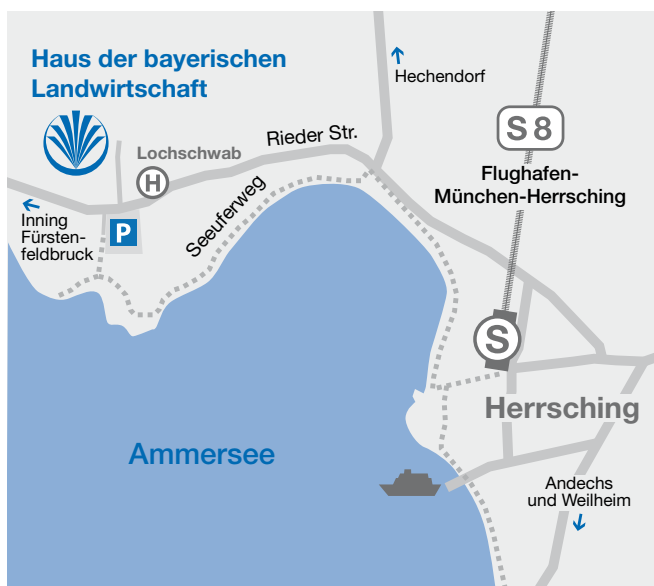 Haus der bayerischen
Landwirtschaft
Hechendorf
S 8
Rieder Str.
Lochschwab
H
Flughafen-
München-Herrsching
Seeuferweg
Inning
Fürsten-
feldbruck
P
S
Herrsching
Ammersee
Andechs
und Weilheim